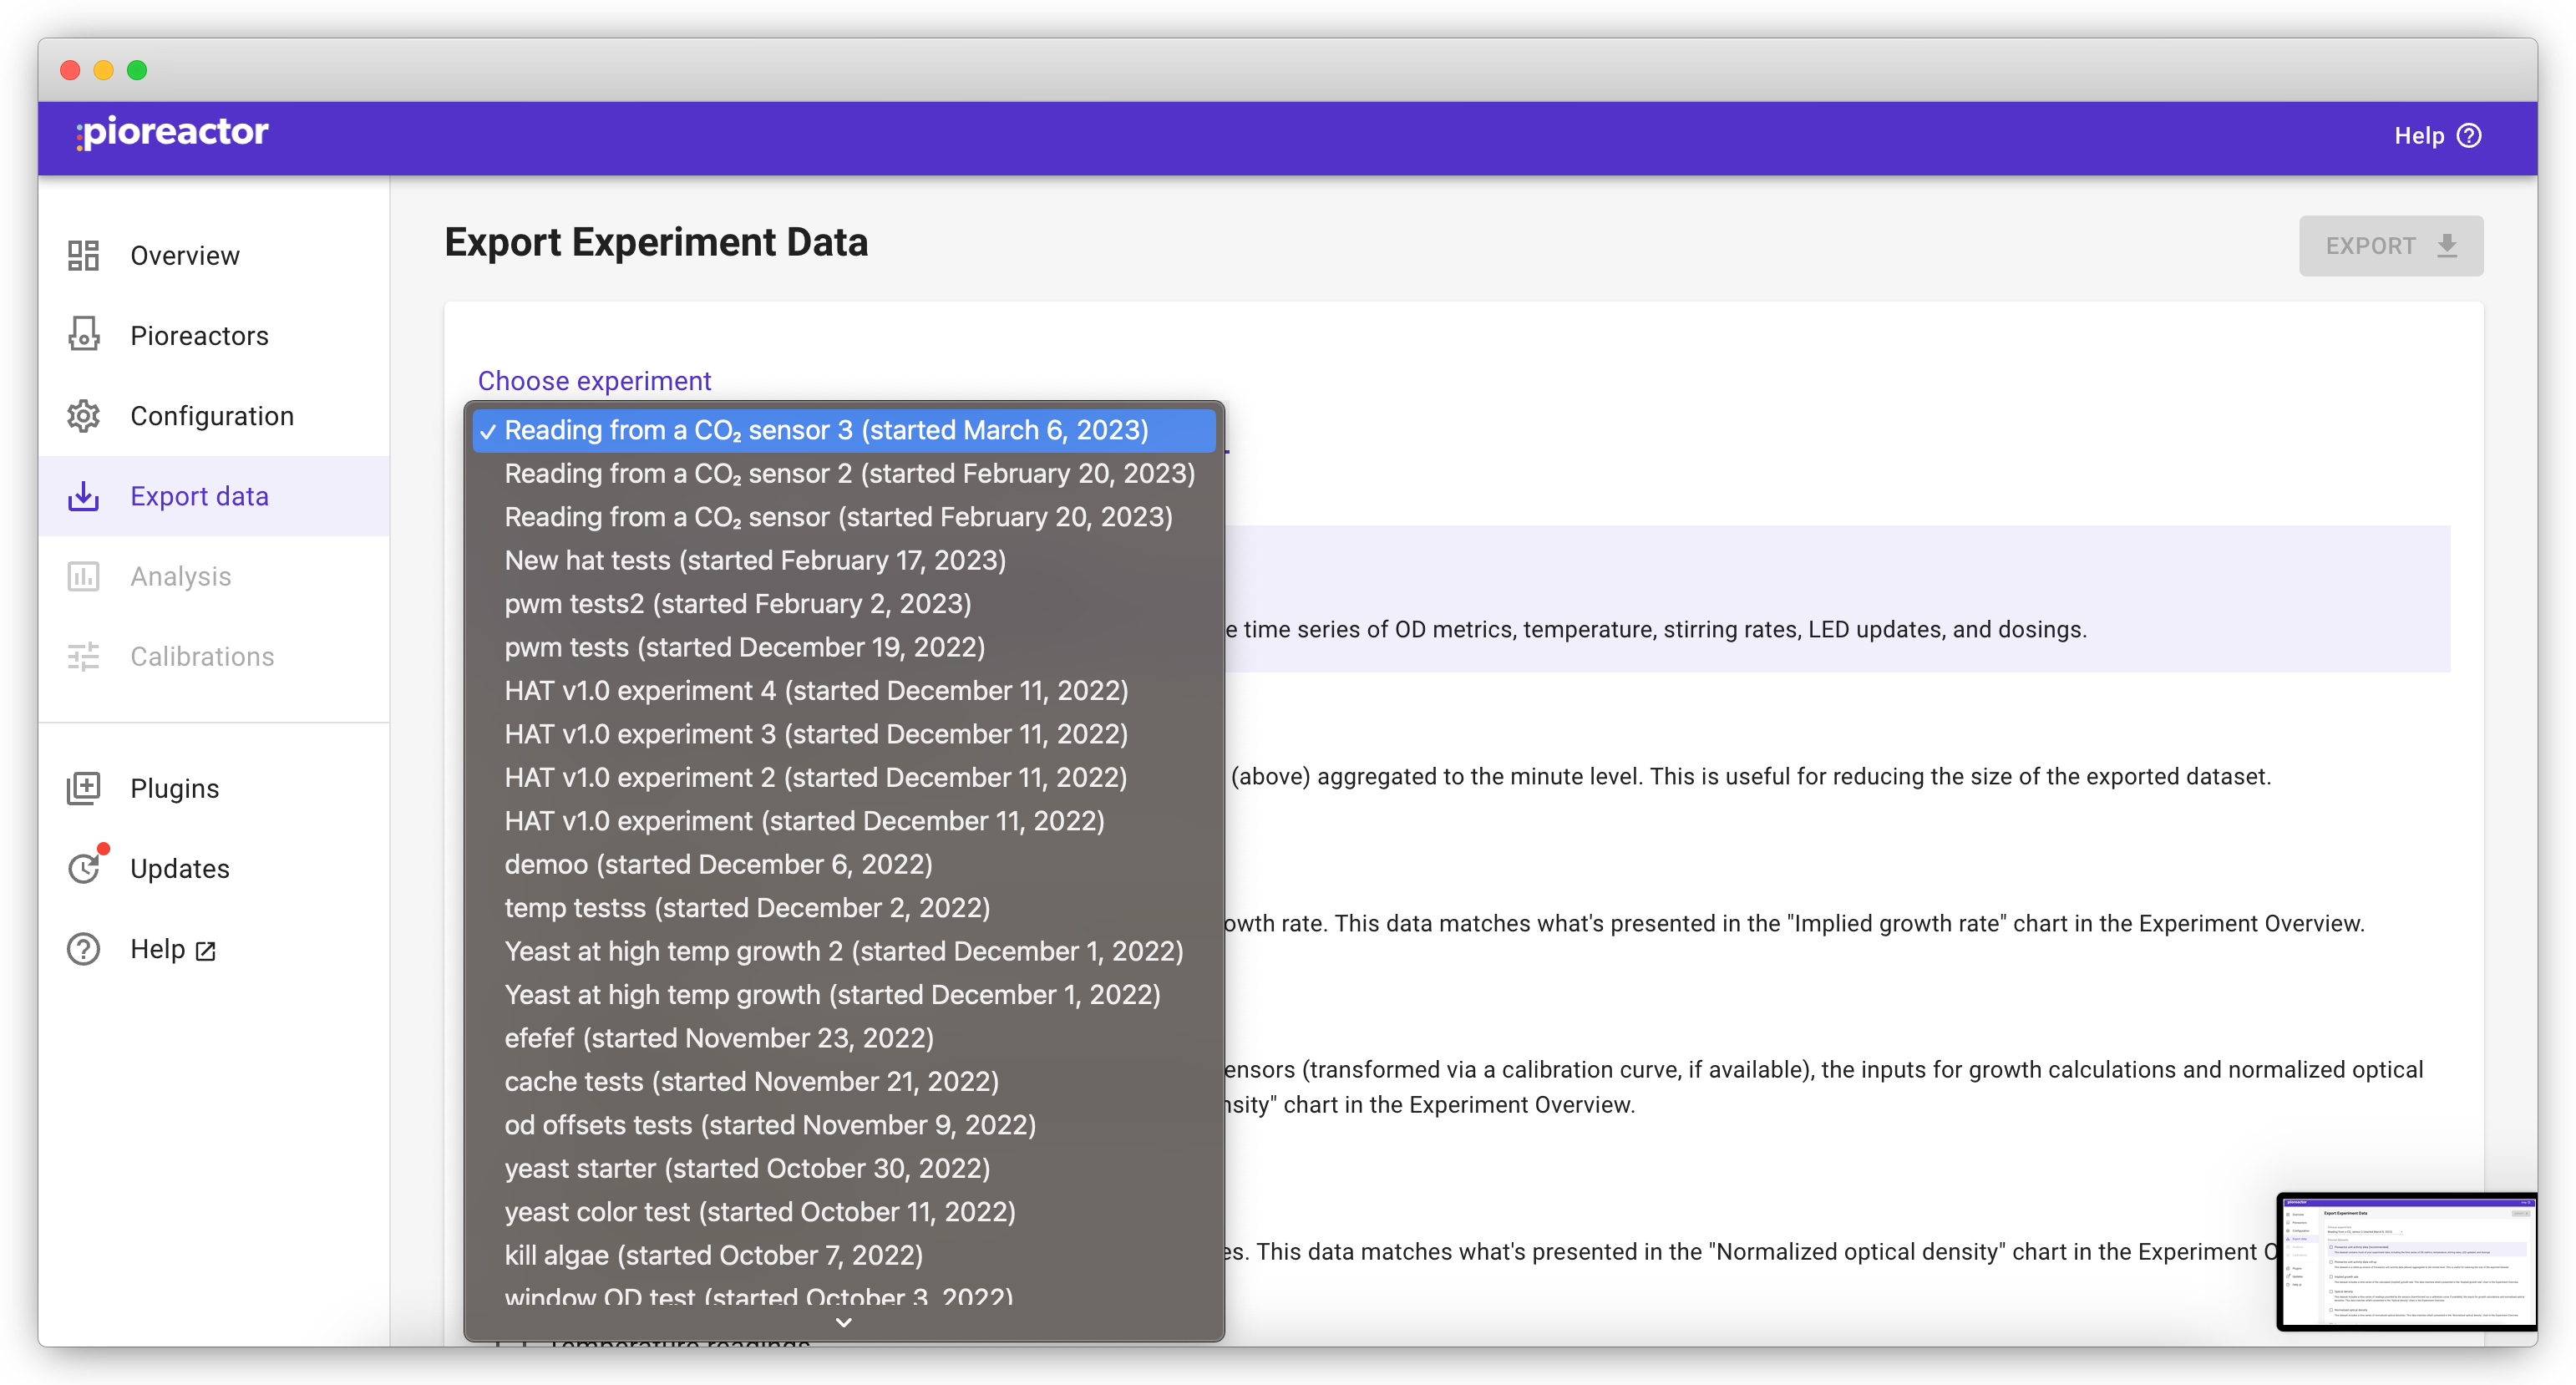 pioreactor
Help
Overview
Pioreactors
Configuration
Export data
Analysis
Calibrations
Plugins
Updates
Help
Export Experiment Data
EXPORT
Choose experiment
✓ Reading from a CO₂ sensor 3 (started March 6, 2023)
Reading from a CO₂ sensor 2 (started February 20, 2023)
Reading from a CO₂ sensor (started February 20, 2023)
New hat tests (started February 17, 2023)
pwm tests2 (started February 2, 2023)
pwm tests (started December 19, 2022)
HAT v1.0 experiment 4 (started December 11, 2022)
HAT v1.0 experiment 3 (started December 11, 2022)
HAT v1.0 experiment 2 (started December 11, 2022)
HAT v1.0 experiment (started December 11, 2022)
demoo (started December 6, 2022)
temp testss (started December 2, 2022)
Yeast at high temp growth 2 (started December 1, 2022)
Yeast at high temp growth (started December 1, 2022)
efefef (started November 23, 2022)
cache tests (started November 21, 2022)
od offsets tests (started November 9, 2022)
yeast starter (started October 30, 2022)
yeast color test (started October 11, 2022)
kill algae (started October 7, 2022)
window OD test (started October 3, 2022)
e time series of OD metrics, temperature, stirring rates, LED updates, and dosings.
(above) aggregated to the minute level. This is useful for reducing the size of the exported dataset.
owth rate. This data matches what's presented in the "Implied growth rate" chart in the Experiment Overview.
ensors (transformed via a calibration curve, if available), the inputs for growth calculations and normalized optical
nsity" chart in the Experiment Overview.
es. This data matches what's presented in the "Normalized optical density" chart in the Experiment O
Temperature readings